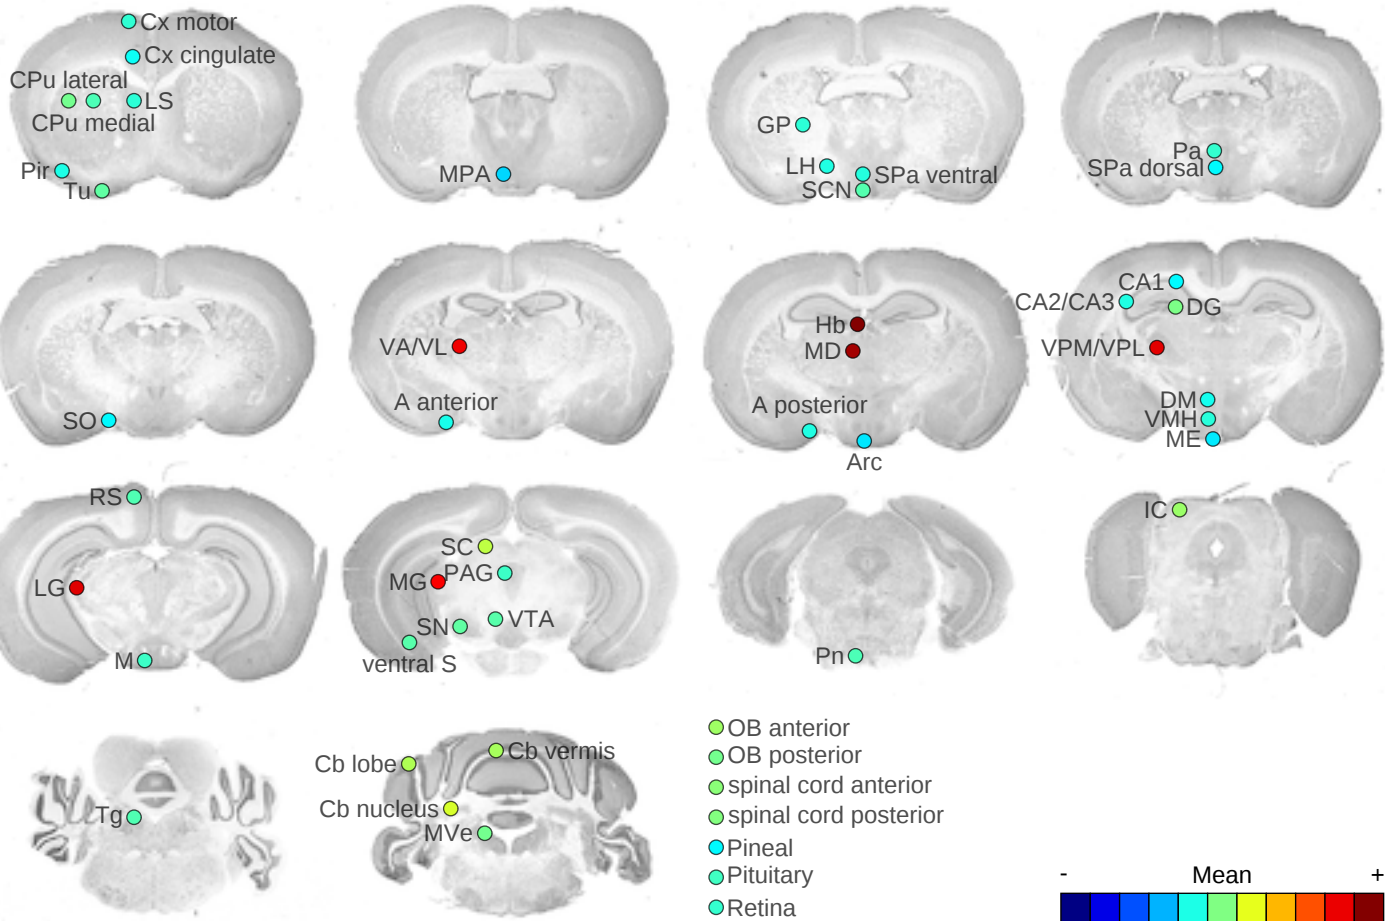 Cx motor
Cx cingulate
CPu lateral
LS
CPu medial
Pir
Tu
MPA
GP
LH
SPa ventral
SCN
Pa
SPa dorsal
SO
VA/VL
A anterior
Hb
MD
A posterior
Arc
CA1
CA2/CA3
DG
VPM/VPL
DM
VMH
ME
RS
LG
M
SC
MG
PAG
SN
VTA
ventral S
Pn
IC
Tg
Cb lobe
Cb vermis
Cb nucleus
MVe
OB anterior
OB posterior
spinal cord anterior
spinal cord posterior
Pineal
Pituitary
Retina
- Mean +